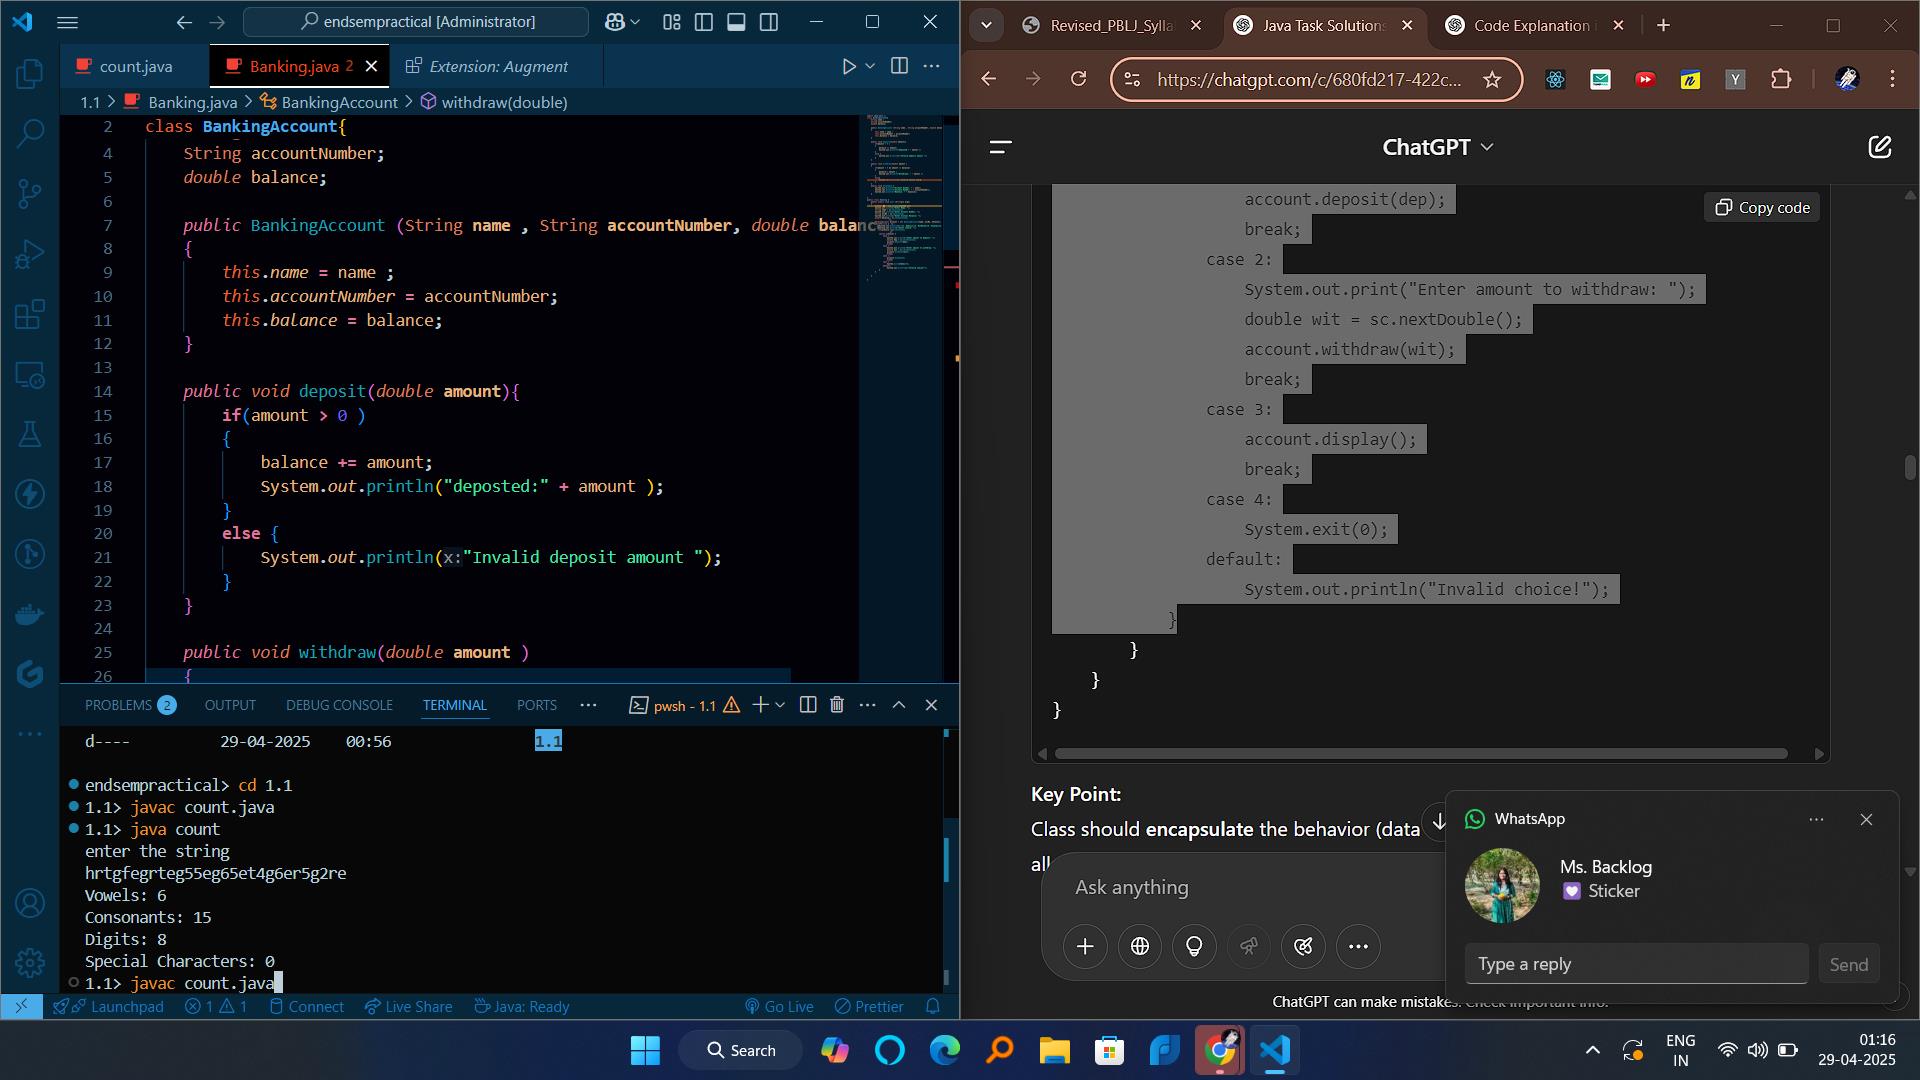 endsempractical [Administrator]
count.java
Banking.java 2
Extension: Augment
1.1 > Banking.java > BankingAccount > withdraw(double)
2 class BankingAccount{
4 String accountNumber;
5 double balance;
6
7 public BankingAccount (String name , String accountNumber, double balanc
8 {
9 this.name = name ;
10 this.accountNumber = accountNumber;
11 this.balance = balance;
12 }
13
14 public void deposit(double amount){
15 if(amount > 0 )
16 {
17 balance += amount;
18 System.out.println("deposted:" + amount );
19 }
20 else {
21 System.out.println(x:"Invalid deposit amount ");
22 }
23 }
24
25 public void withdraw(double amount )
26 {
PROBLEMS 2 OUTPUT DEBUG CONSOLE TERMINAL PORTS ... pwsh - 1.1
d---- 29-04-2025 00:56 1.1
endsempractical> cd 1.1
1.1> javac count.java
1.1> java count
enter the string
hrtgfegrteg55eg65et4g6er5g2re
Vowels: 6
Consonants: 15
Digits: 8
Special Characters: 0
1.1> javac count.java
Launchpad 1 1 Connect Live Share Java: Ready Go Live Prettier
Revised_PBLJ_Sylla
Java Task Solutions
Code Explanation i
https://chatgpt.com/c/680fd217-422c...
ChatGPT
Copy code
account.deposit(dep);
break;
case 2:
System.out.print("Enter amount to withdraw: ");
double wit = sc.nextDouble();
account.withdraw(wit);
break;
case 3:
account.display();
break;
case 4:
System.exit(0);
default:
System.out.println("Invalid choice!");
}
}
}
}
Key Point:
Class should encapsulate the behavior (data
all
Ask anything
ChatGPT can make mistakes. Check important info.
WhatsApp
Ms. Backlog
Sticker
Type a reply
Send
Search
ENG
IN
01:16
29-04-2025